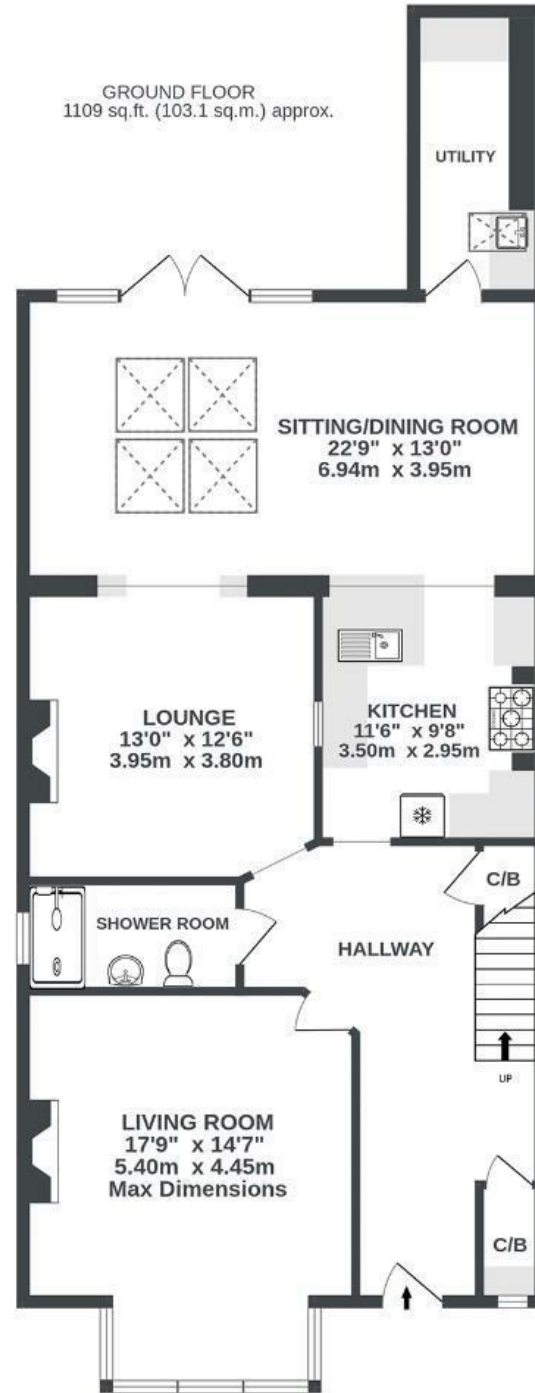 GROUND FLOOR
1109 sq.ft. (103.1 sq.m.) approx.
UTILITY
SITTING/DINING ROOM
22'9" x 13'0"
6.94m x 3.95m
LOUNGE
13'0" x 12'6"
3.95m x 3.80m
KITCHEN
11'6" x 9'8"
3.50m x 2.95m
C/B
SHOWER ROOM
HALLWAY
UP
LIVING ROOM
17'9" x 14'7"
5.40m x 4.45m
Max Dimensions
C/B